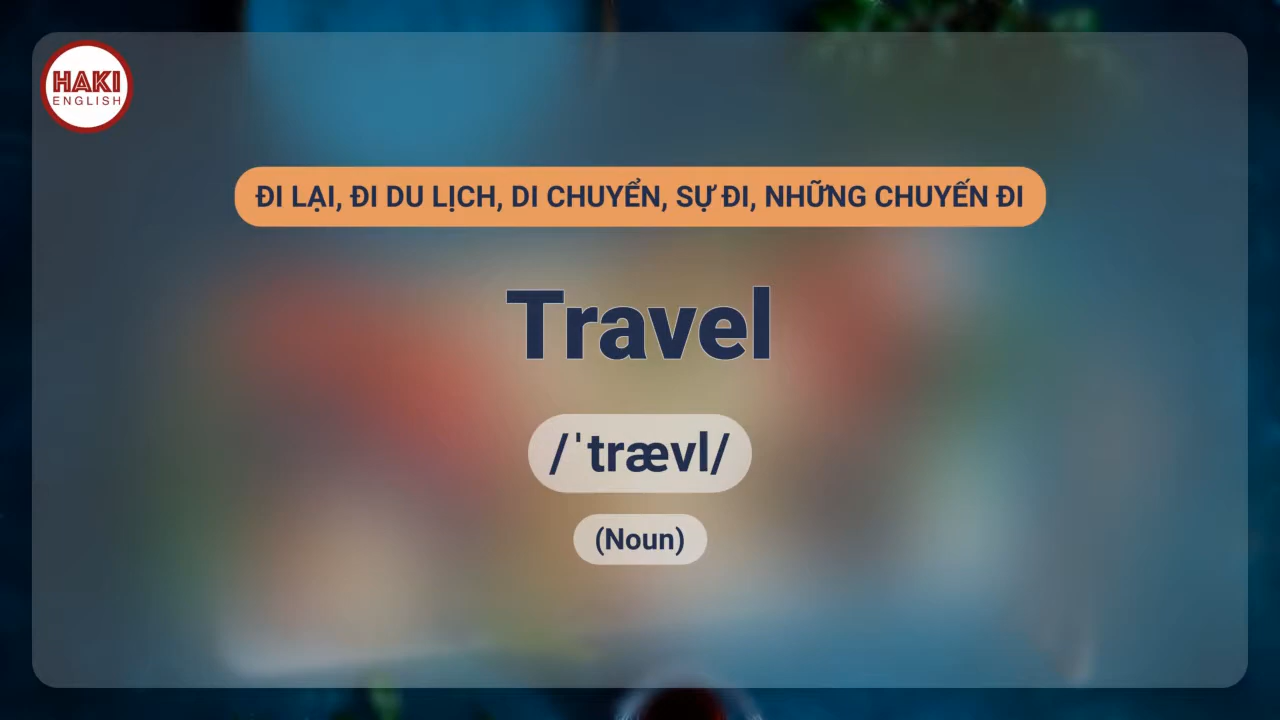 HAKI
ENGLISH
ĐI LẠI, ĐI DU LỊCH, DI CHUYỂN, SỰ ĐI, NHỮNG CHUYẾN ĐI
Travel
/ˈtrævl/
(Noun)